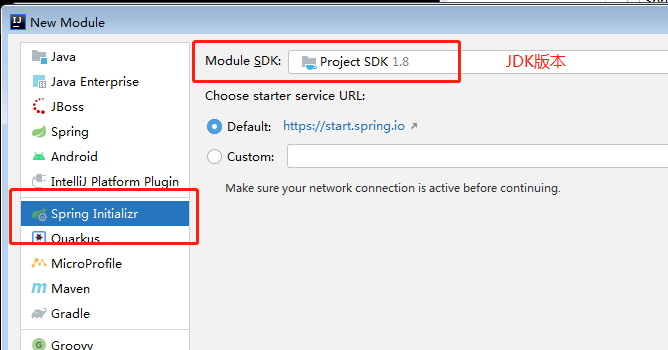 New Module
Java
Java Enterprise
JBoss
Spring
Android
IntelliJ Platform Plugin
Spring Initializr
Quarkus
MicroProfile
Maven
Gradle
Groovy
Module SDK: Project SDK 1.8 JDK版本
Choose starter service URL:
Default: https://start.spring.io
Custom:
Make sure your network connection is active before continuing.